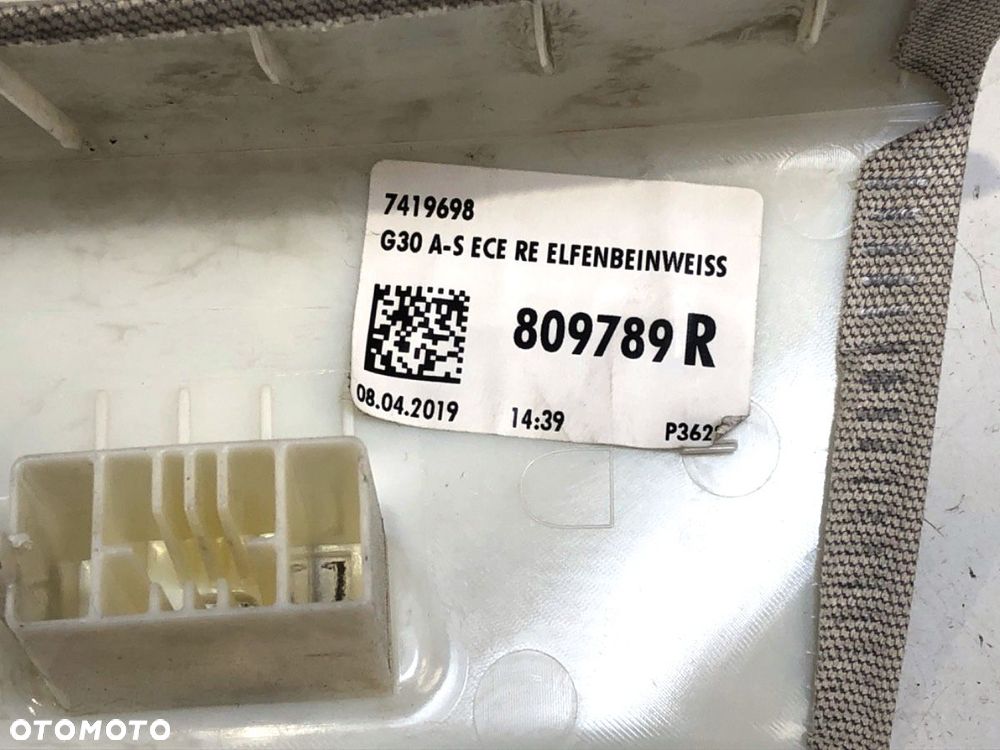 7419698
G30 A-S ECE RE ELFENBEINWEISS
809789 R
08.04.2019 14:39
OTOMOTO